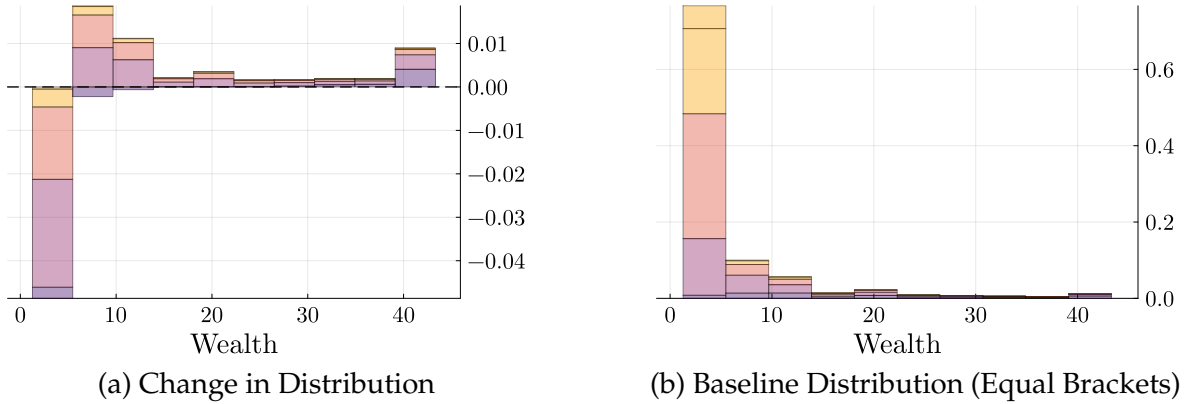 0.01
0.00
−0.01
−0.02
−0.03
−0.04
0 10 20 30 40
Wealth
(a) Change in Distribution
0.6
0.4
0.2
0.0
0 10 20 30 40
Wealth
(b) Baseline Distribution (Equal Brackets)